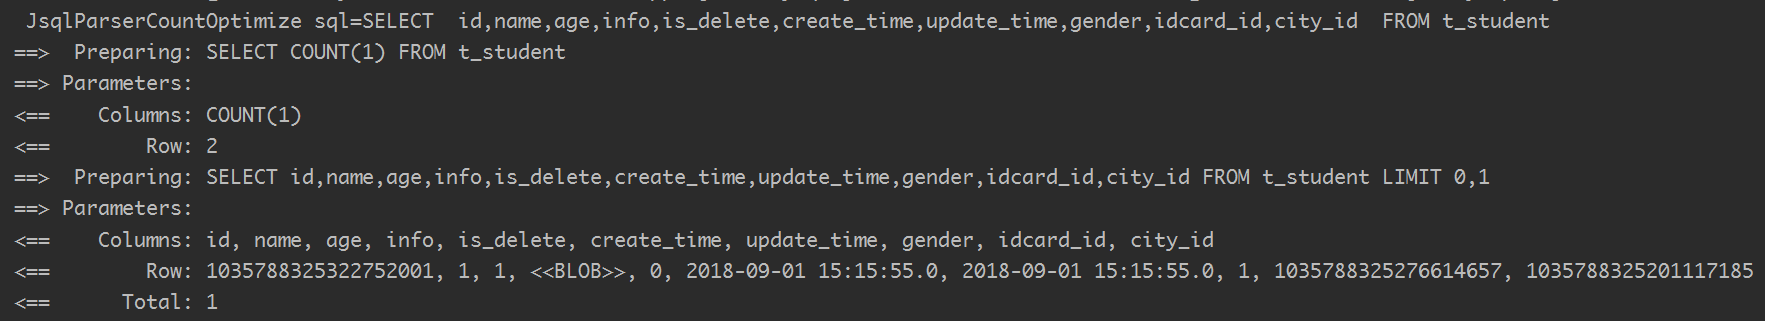 JsqlParserCountOptimize sql=SELECT  id,name,age,info,is_delete,create_time,update_time,gender,idcard_id,city_id  FROM t_student
==>  Preparing: SELECT COUNT(1) FROM t_student
==> Parameters:
<==    Columns: COUNT(1)
<==        Row: 2
==>  Preparing: SELECT id,name,age,info,is_delete,create_time,update_time,gender,idcard_id,city_id FROM t_student LIMIT 0,1
==> Parameters:
<==    Columns: id, name, age, info, is_delete, create_time, update_time, gender, idcard_id, city_id
<==        Row: 1035788325322752001, 1, 1, <<BLOB>>, 0, 2018-09-01 15:15:55.0, 2018-09-01 15:15:55.0, 1, 1035788325276614657, 1035788325201117185
<==      Total: 1